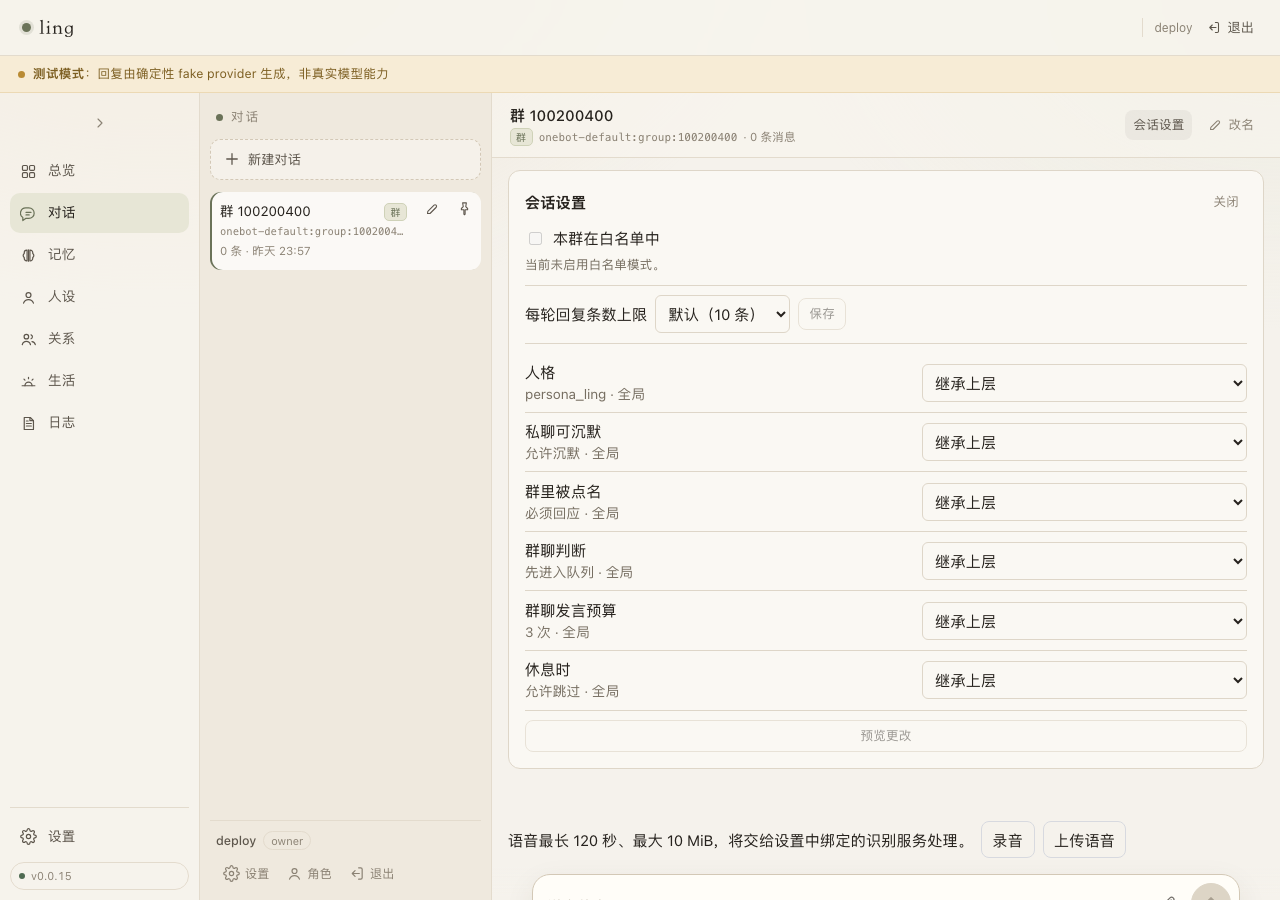 ling
deploy 退出
测试模式：回复由确定性 fake provider 生成，非真实模型能力
总览
对话
记忆
人设
关系
生活
日志
设置
v0.0.15
对话
新建对话
群 100200400 群
onebot-default:group:1002004…
0 条 · 昨天 23:57
deploy owner
设置 角色 退出
群 100200400
群 onebot-default:group:100200400 · 0 条消息
会话设置 改名
会话设置 关闭
本群在白名单中
当前未启用白名单模式。
每轮回复条数上限 默认（10 条） 保存
人格
persona_ling · 全局
继承上层
私聊可沉默
允许沉默 · 全局
继承上层
群里被点名
必须回应 · 全局
继承上层
群聊判断
先进入队列 · 全局
继承上层
群聊发言预算
3 次 · 全局
继承上层
休息时
允许跳过 · 全局
继承上层
预览更改
语音最长 120 秒、最大 10 MiB，将交给设置中绑定的识别服务处理。 录音 上传语音